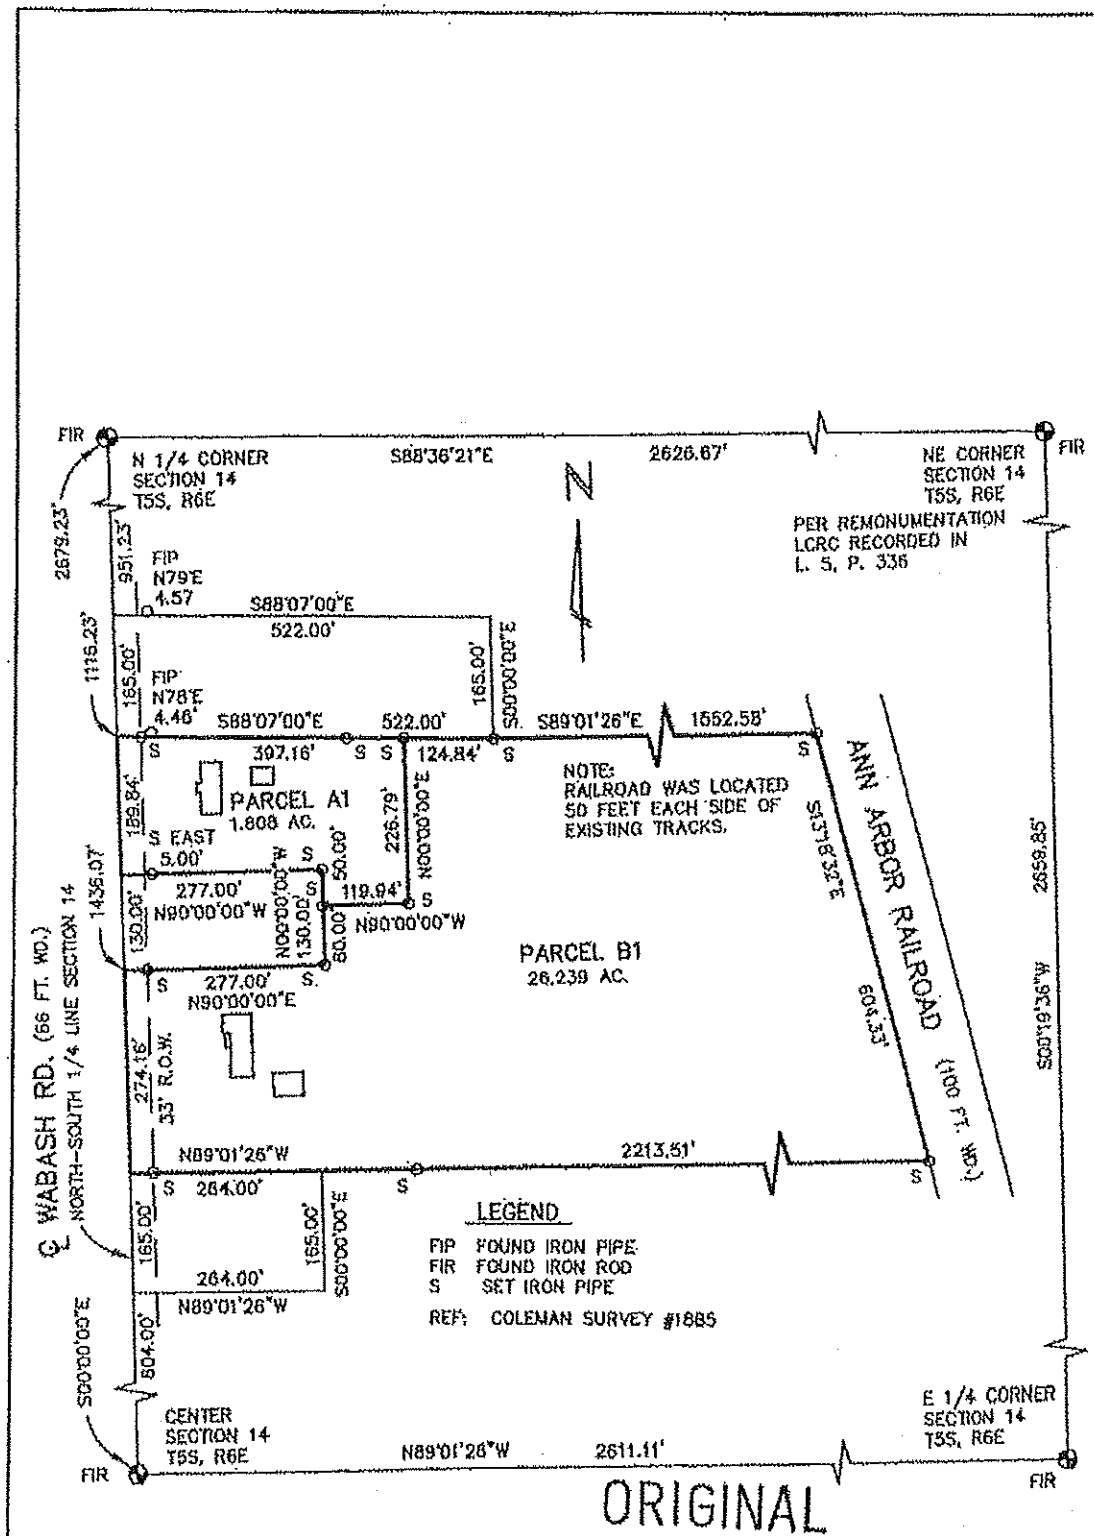 FIR
N 1/4 CORNER
SECTION 14
T5S, R6E
S88°36'21"E
2626.67'
NE CORNER
SECTION 14
T5S, R6E
FIR
PER REMONUMENTATION
LCRC RECORDED IN
L. 5, P. 336
N
2679.23'
951.23'
FIP
N79°E
4.57
S88°07'00"E
522.00'
1116.23'
165.00'
FIP
N78°E
4.46'
165.00'
S00°00'00"E
S
S88°07'00"E
397.16'
S
S
522.00'
124.84'
S
S89°01'26"E
1552.58'
S
NOTE:
RAILROAD WAS LOCATED
50 FEET EACH SIDE OF
EXISTING TRACKS.
189.84'
PARCEL A1
1.808 AC.
226.79'
N00°00'00"E
S EAST
5.00'
S
50.00'
277.00'
N90°00'00"W
N00°00'00"W
130.00'
S
119.94'
S
N90°00'00"W
80.00'
1436.07'
130.00'
S
277.00'
N90°00'00"E
S
PARCEL B1
26.239 AC.
S13°18'32"E
604.33'
ANN ARBOR RAILROAD (100 FT. WD.)
2659.85'
S00°19'36"W
℄ WABASH RD. (66 FT. WD.)
NORTH-SOUTH 1/4 LINE SECTION 14
274.16'
33' R.O.W.
N89°01'26"W
S
264.00'
S
2213.51'
S
165.00'
165.00'
S00°00'00"E
264.00'
N89°01'26"W
LEGEND
FIP FOUND IRON PIPE
FIR FOUND IRON ROD
S SET IRON PIPE
REF: COLEMAN SURVEY #1885
S00°00'00"E
804.00'
CENTER
SECTION 14
T5S, R6E
FIR
N89°01'26"W
2611.11'
E 1/4 CORNER
SECTION 14
T5S, R6E
FIR
ORIGINAL